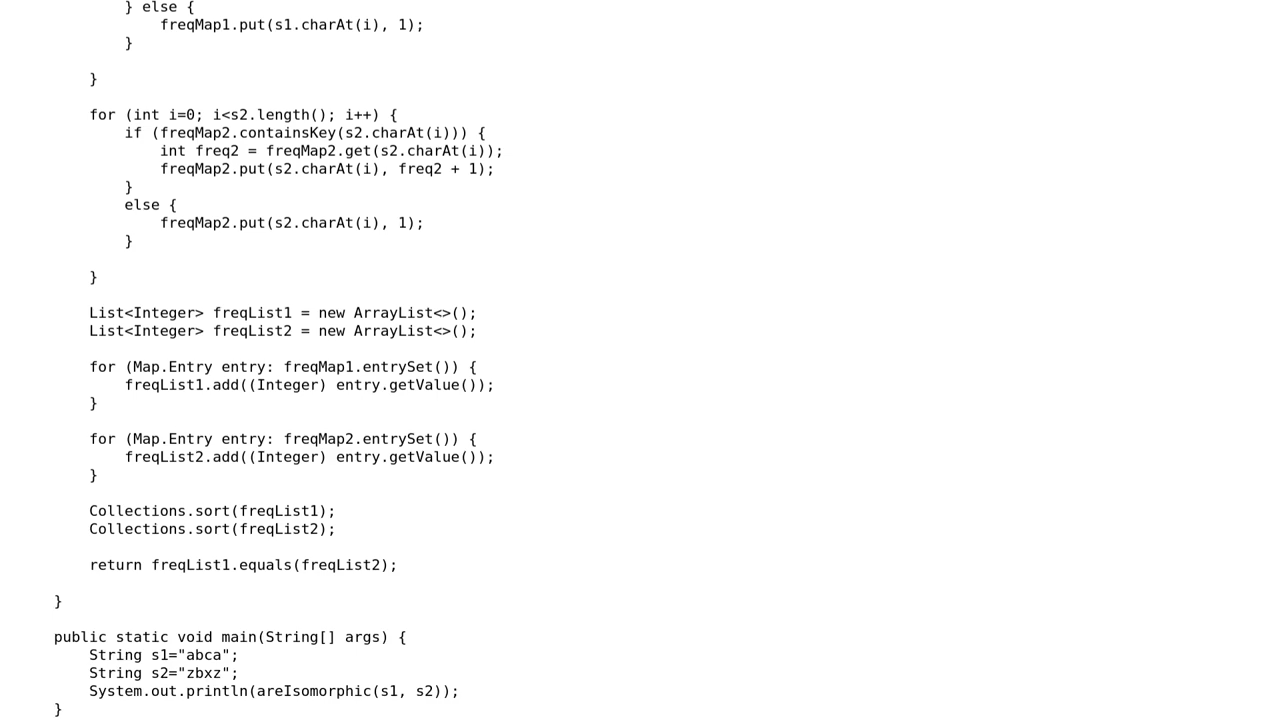 } else {
freqMap1.put(s1.charAt(i), 1);
}
}
for (int i=0; i<s2.length(); i++) {
if (freqMap2.containsKey(s2.charAt(i))) {
int freq2 = freqMap2.get(s2.charAt(i));
freqMap2.put(s2.charAt(i), freq2 + 1);
}
else {
freqMap2.put(s2.charAt(i), 1);
}
}
List<Integer> freqList1 = new ArrayList<>();
List<Integer> freqList2 = new ArrayList<>();
for (Map.Entry entry: freqMap1.entrySet()) {
freqList1.add((Integer) entry.getValue());
}
for (Map.Entry entry: freqMap2.entrySet()) {
freqList2.add((Integer) entry.getValue());
}
Collections.sort(freqList1);
Collections.sort(freqList2);
return freqList1.equals(freqList2);
}
public static void main(String[] args) {
String s1="abca";
String s2="zbxz";
System.out.println(areIsomorphic(s1, s2));
}